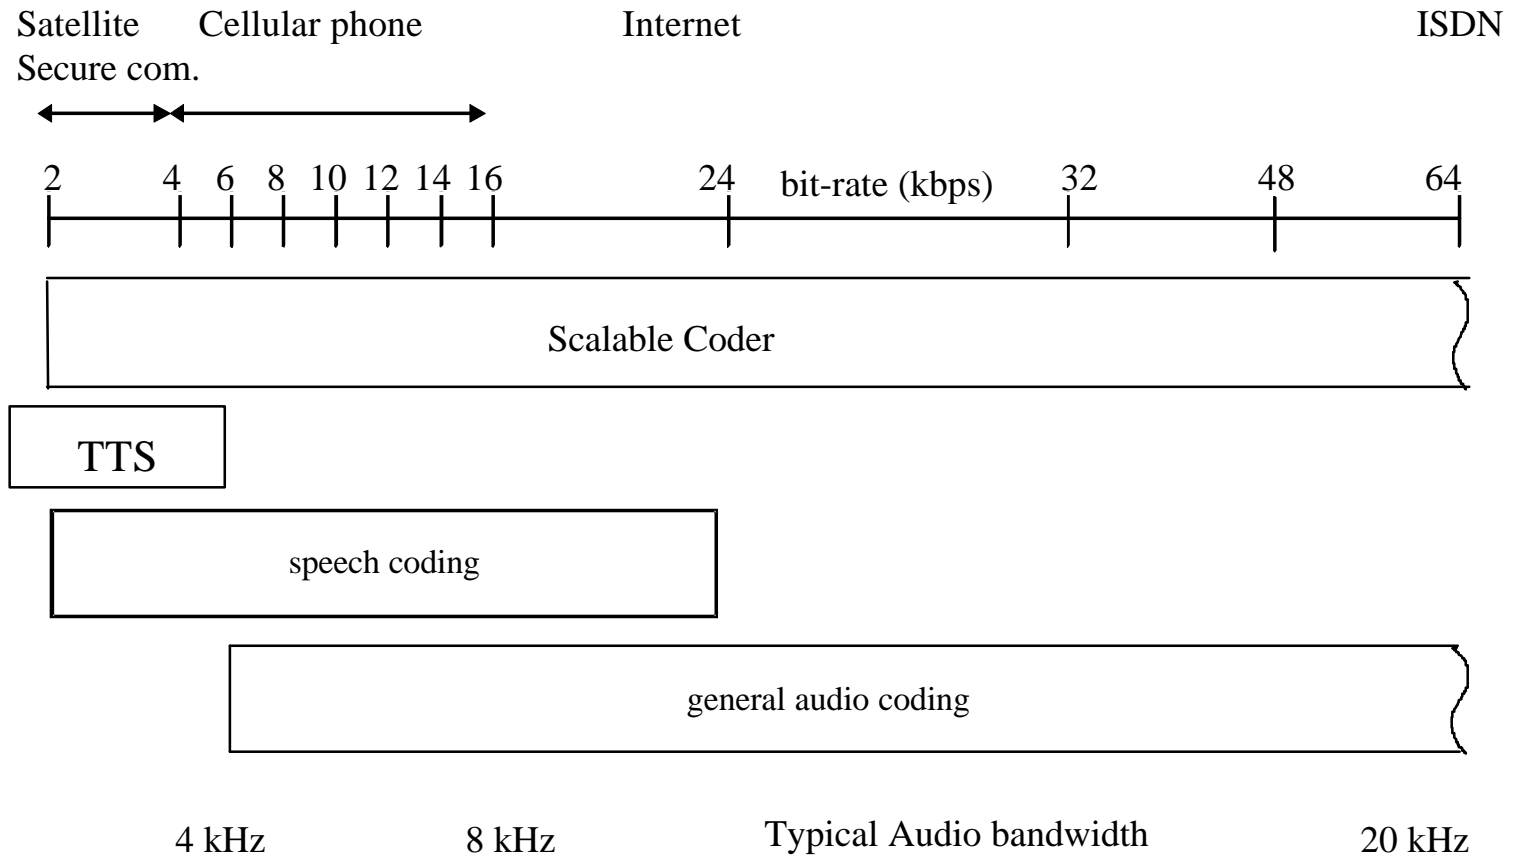 Satellite Cellular phone Internet ISDN
Secure com.
2 4 6 8 10 12 14 16 24 bit-rate (kbps) 32 48 64
Scalable Coder
TTS
speech coding
general audio coding
4 kHz 8 kHz Typical Audio bandwidth 20 kHz